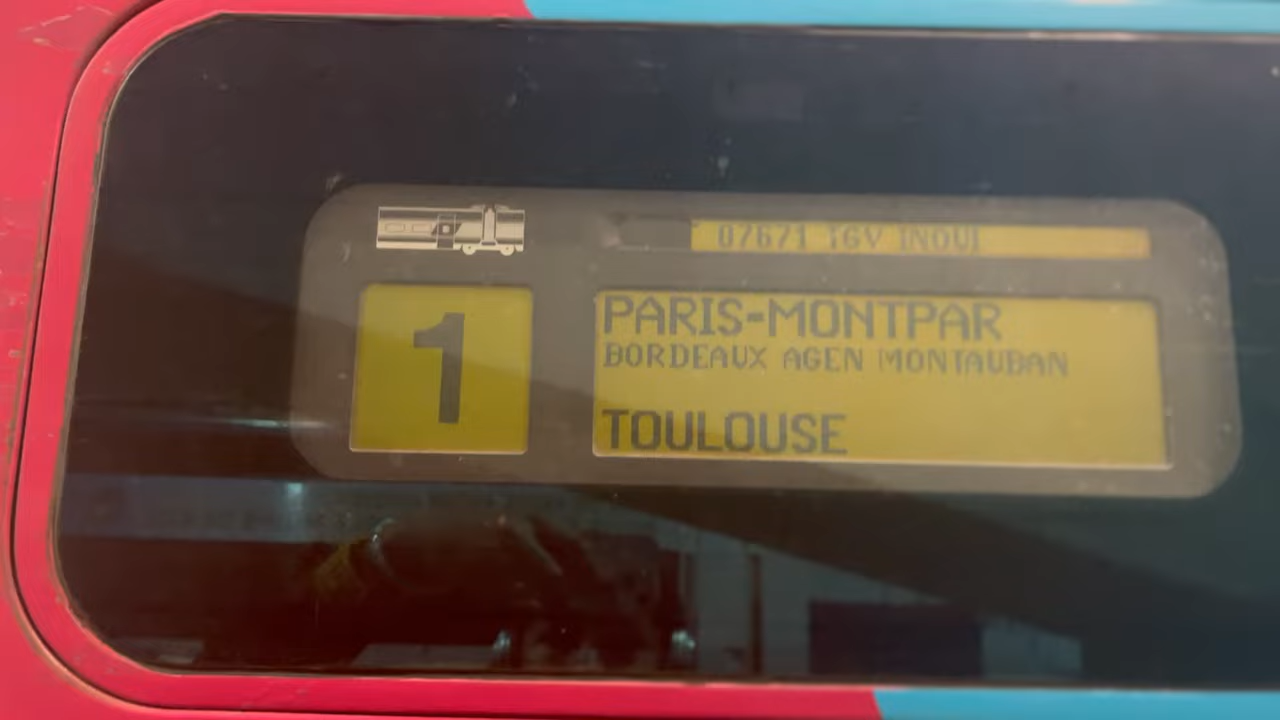 07671 TGV INOUI
1
PARIS-MONTPAR
BORDEAUX AGEN MONTAUBAN
TOULOUSE